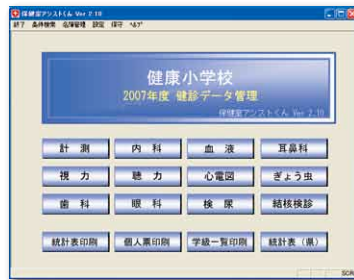 保健室アシストくん Ver 2.10
終了 条件検索 名簿管理 設定 保守 ヘルプ
健康小学校
2007年度 健診データ管理
保健室アシストくん Ver 2.10
計 測 内 科 血 液 耳鼻科
視 力 聴 力 心電図 ぎょう虫
歯 科 眼 科 検 尿 結核検診
統計表印刷 個人票印刷 学級一覧印刷 統計表（県）